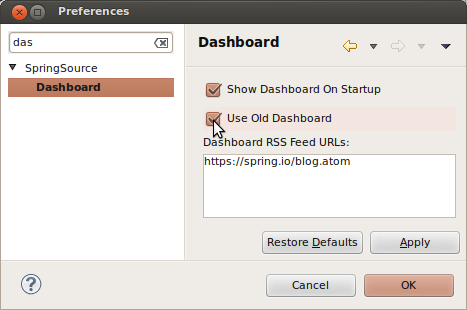 Preferences
das
SpringSource
Dashboard
Dashboard
Show Dashboard On Startup
Use Old Dashboard
Dashboard RSS Feed URLs:
https://spring.io/blog.atom
Restore Defaults
Apply
?
Cancel
OK